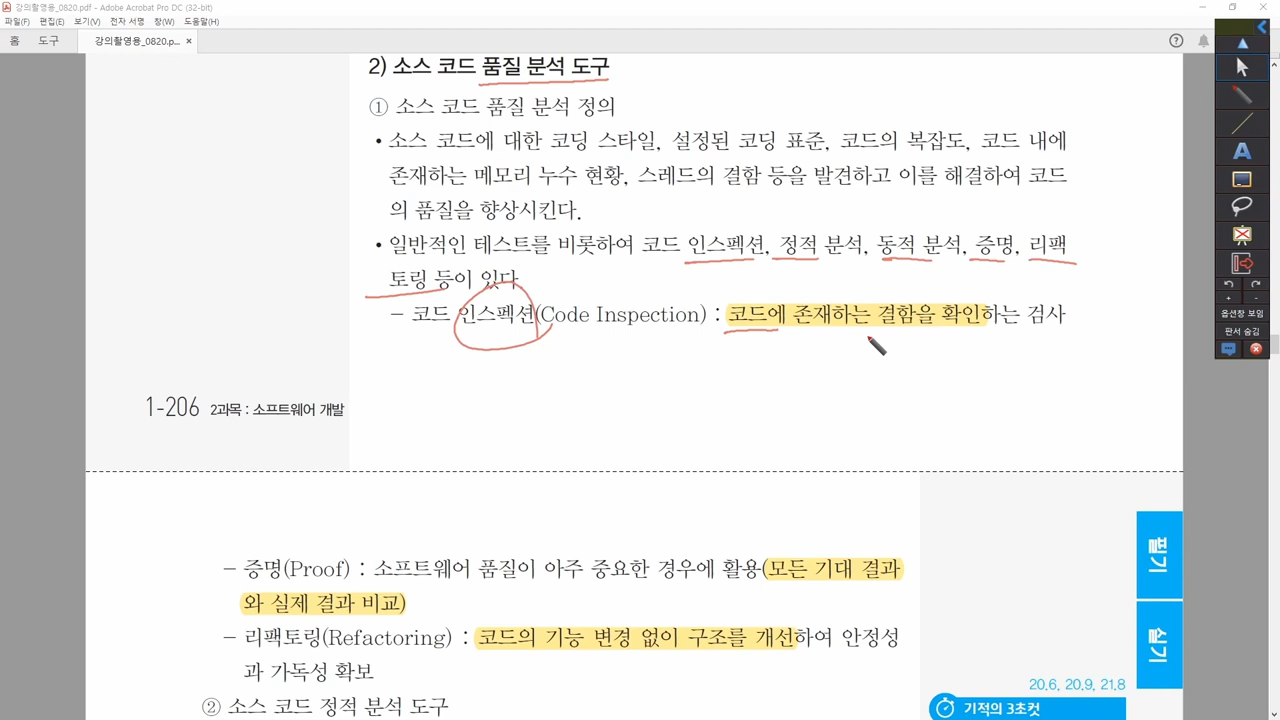 강의촬영용_0820.pdf - Adobe Acrobat Pro DC (32-bit)
파일(F) 편집(E) 보기(V) 전자 서명 창(W) 도움말(H)
홈 도구 강의촬영용_0820.p... ×
2) 소스 코드 품질 분석 도구
① 소스 코드 품질 분석 정의
• 소스 코드에 대한 코딩 스타일, 설정된 코딩 표준, 코드의 복잡도, 코드 내에
존재하는 메모리 누수 현황, 스레드의 결함 등을 발견하고 이를 해결하여 코드
의 품질을 향상시킨다.
• 일반적인 테스트를 비롯하여 코드 인스펙션, 정적 분석, 동적 분석, 증명, 리팩
토링 등이 있다
- 코드 인스펙션(Code Inspection) : 코드에 존재하는 결함을 확인하는 검사
1-206 2과목 : 소프트웨어 개발
- 증명(Proof) : 소프트웨어 품질이 아주 중요한 경우에 활용(모든 기대 결과
와 실제 결과 비교)
- 리팩토링(Refactoring) : 코드의 기능 변경 없이 구조를 개선하여 안정성
과 가독성 확보
② 소스 코드 정적 분석 도구
필기
실기
20.6, 20.9, 21.8
기적의 3초컷
A
옵션창 보임
판서 숨김